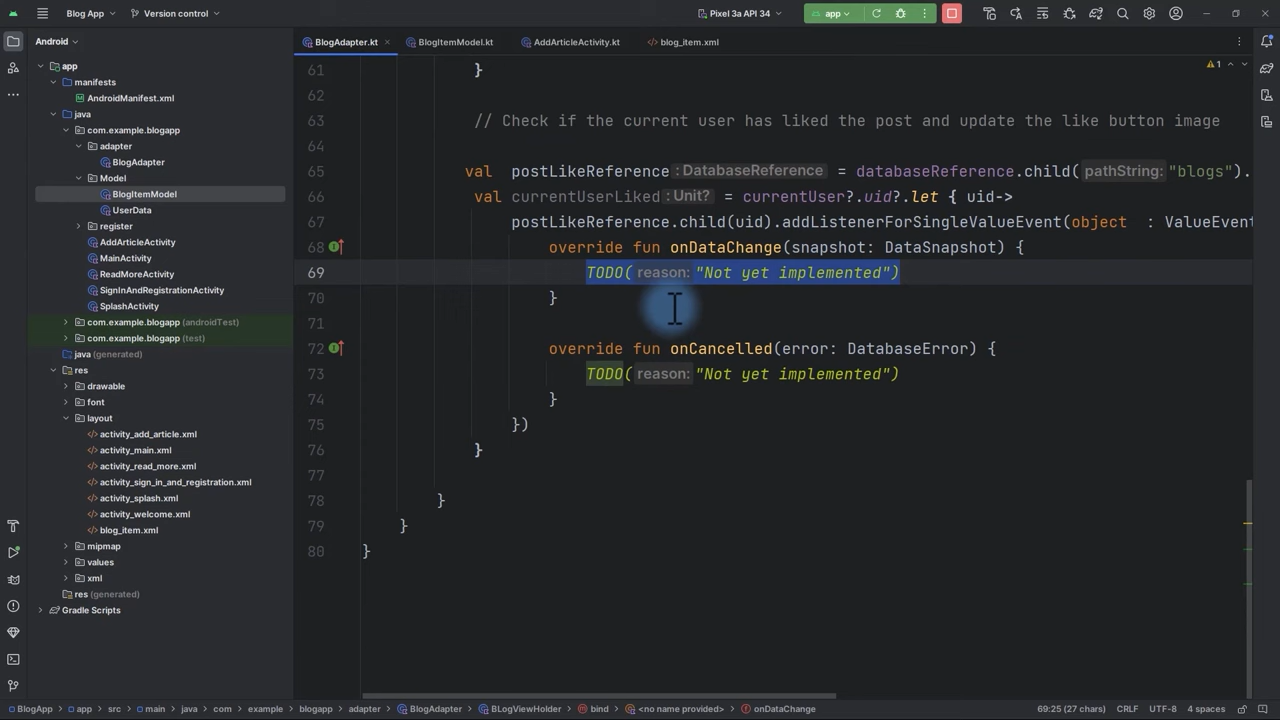 Blog App
Version control
Pixel 3a API 34
app
Android
BlogAdapter.kt
BlogItemModel.kt
AddArticleActivity.kt
blog_item.xml
1
app
manifests
AndroidManifest.xml
java
com.example.blogapp
adapter
BlogAdapter
Model
BlogItemModel
UserData
register
AddArticleActivity
MainActivity
ReadMoreActivity
SignInAndRegistrationActivity
SplashActivity
com.example.blogapp (androidTest)
com.example.blogapp (test)
java (generated)
res
drawable
font
layout
activity_add_article.xml
activity_main.xml
activity_read_more.xml
activity_sign_in_and_registration.xml
activity_splash.xml
activity_welcome.xml
blog_item.xml
mipmap
values
xml
res (generated)
Gradle Scripts
61 }
62
63 // Check if the current user has liked the post and update the like button image
64
65 val postLikeReference : DatabaseReference = databaseReference.child( pathString: "blogs").
66 val currentUserLiked : Unit? = currentUser?.uid?.let { uid->
67 postLikeReference.child(uid).addListenerForSingleValueEvent(object : ValueEvent
68 override fun onDataChange(snapshot: DataSnapshot) {
69 TODO( reason: "Not yet implemented")
70 }
71
72 override fun onCancelled(error: DatabaseError) {
73 TODO( reason: "Not yet implemented")
74 }
75 })
76 }
77
78 }
79 }
80 }
BlogApp app src main java com example blogapp adapter BlogAdapter BLogViewHolder bind <no name provided> onDataChange
69:25 (27 chars) CRLF UTF-8 4 spaces